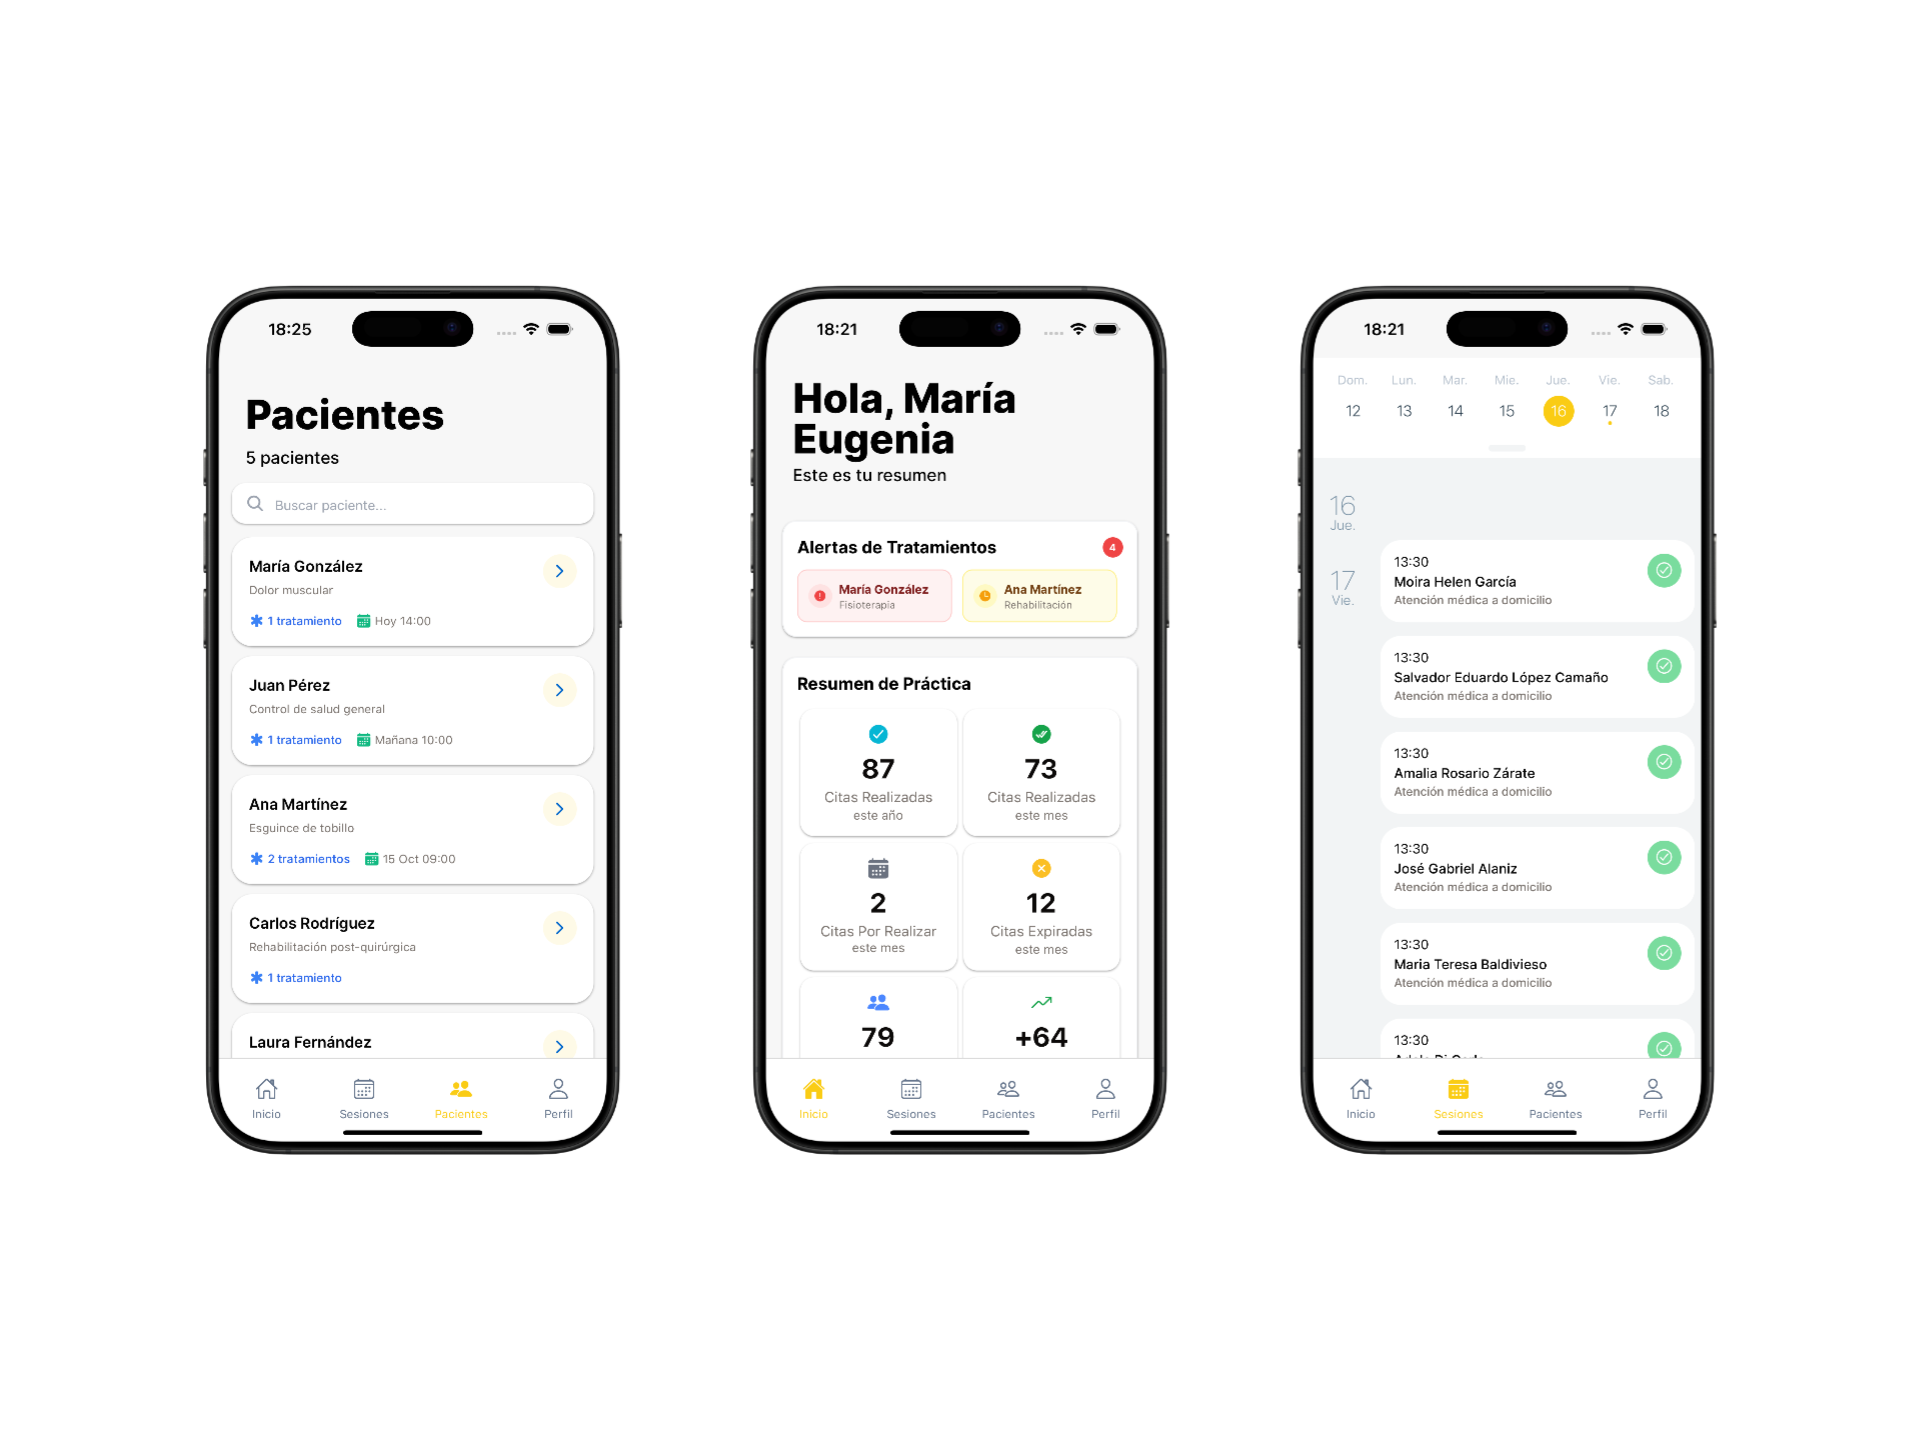 18:25
Pacientes
5 pacientes
Buscar paciente...
María González
Dolor muscular
1 tratamiento Hoy 14:00
Juan Pérez
Control de salud general
1 tratamiento Mañana 10:00
Ana Martínez
Esguince de tobillo
2 tratamientos 15 Oct 09:00
Carlos Rodríguez
Rehabilitación post-quirúrgica
1 tratamiento
Laura Fernández
Inicio Sesiones Pacientes Perfil
18:21
Hola, María
Eugenia
Este es tu resumen
Alertas de Tratamientos 4
María González
Fisioterapia
Ana Martínez
Rehabilitación
Resumen de Práctica
87
Citas Realizadas
este año
73
Citas Realizadas
este mes
2
Citas Por Realizar
este mes
12
Citas Expiradas
este mes
79
+64
Inicio Sesiones Pacientes Perfil
18:21
Dom. Lun. Mar. Mie. Jue. Vie. Sab.
12 13 14 15 16 17 18
16
Jue.
17
Vie.
13:30
Moira Helen García
Atención médica a domicilio
13:30
Salvador Eduardo López Camaño
Atención médica a domicilio
13:30
Amalia Rosario Zárate
Atención médica a domicilio
13:30
José Gabriel Alaniz
Atención médica a domicilio
13:30
Maria Teresa Baldivieso
Atención médica a domicilio
13:30
Inicio Sesiones Pacientes Perfil